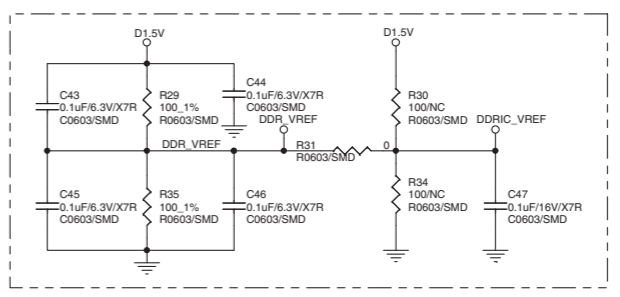 D1.5V
D1.5V
C43
0.1uF/6.3V/X7R
C0603/SMD
R29
100_1%
R0603/SMD
C44
0.1uF/6.3V/X7R
C0603/SMD
DDR_VREF
R30
100/NC
R0603/SMD
DDRIC_VREF
DDR_VREF
R31
0
R0603/SMD
C45
0.1uF/6.3V/X7R
C0603/SMD
R35
100_1%
R0603/SMD
C46
0.1uF/6.3V/X7R
C0603/SMD
R34
100/NC
R0603/SMD
C47
0.1uF/16V/X7R
C0603/SMD